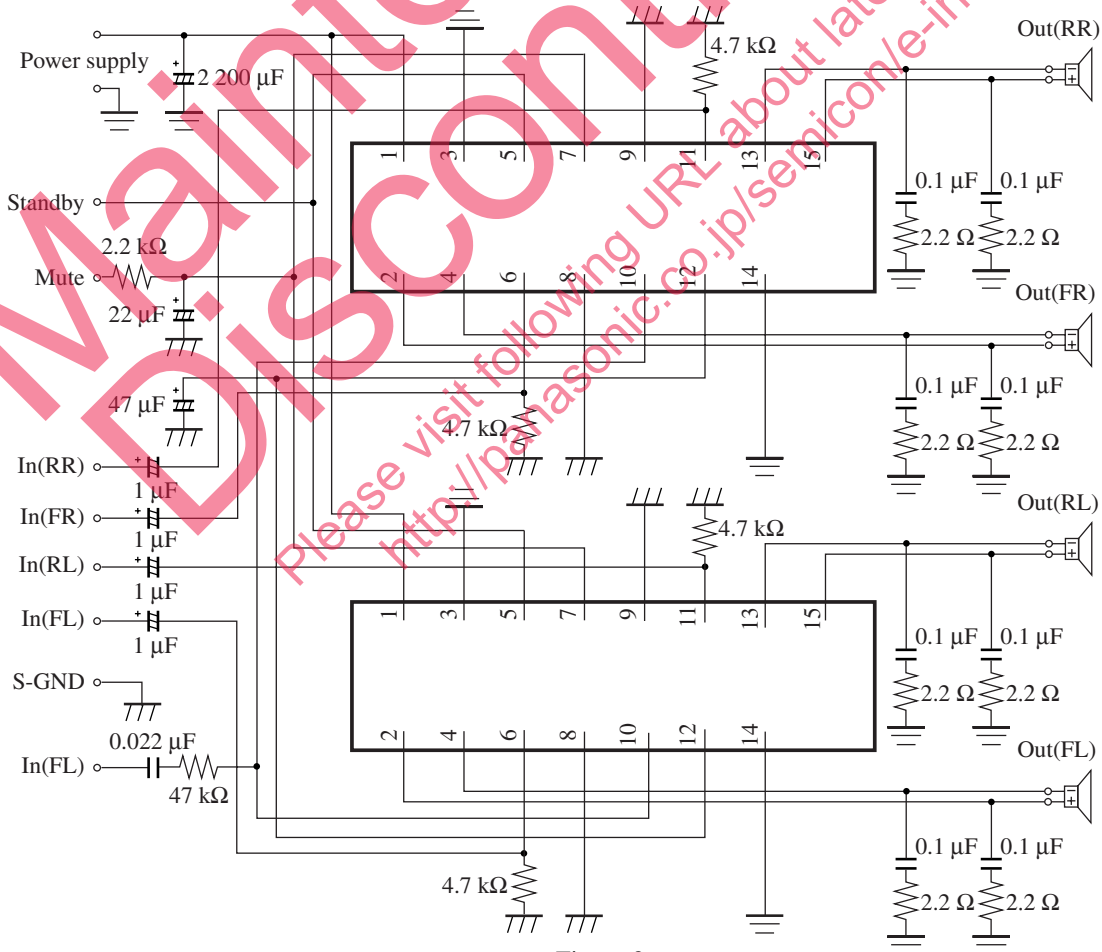 Out(RR)
4.7 kΩ
Power supply
2 200 µF
1 3 5 7 9 11 13 15
0.1 µF 0.1 µF
Standby
2.2 Ω 2.2 Ω
2.2 kΩ
Mute
2 4 6 8 10 12 14
Out(FR)
22 µF
0.1 µF 0.1 µF
47 µF
4.7 kΩ
2.2 Ω 2.2 Ω
In(RR)
1 µF
In(FR)
1 µF
Out(RL)
4.7 kΩ
In(RL)
1 µF
In(FL)
1 µF
1 3 5 7 9 11 13 15
0.1 µF 0.1 µF
S-GND
2.2 Ω 2.2 Ω
0.022 µF
2 4 6 8 10 12 14
Out(FL)
In(FL)
47 kΩ
0.1 µF 0.1 µF
4.7 kΩ
2.2 Ω 2.2 Ω
Please visit following URL about
http://panasonic.co.jp/semicon/e-in